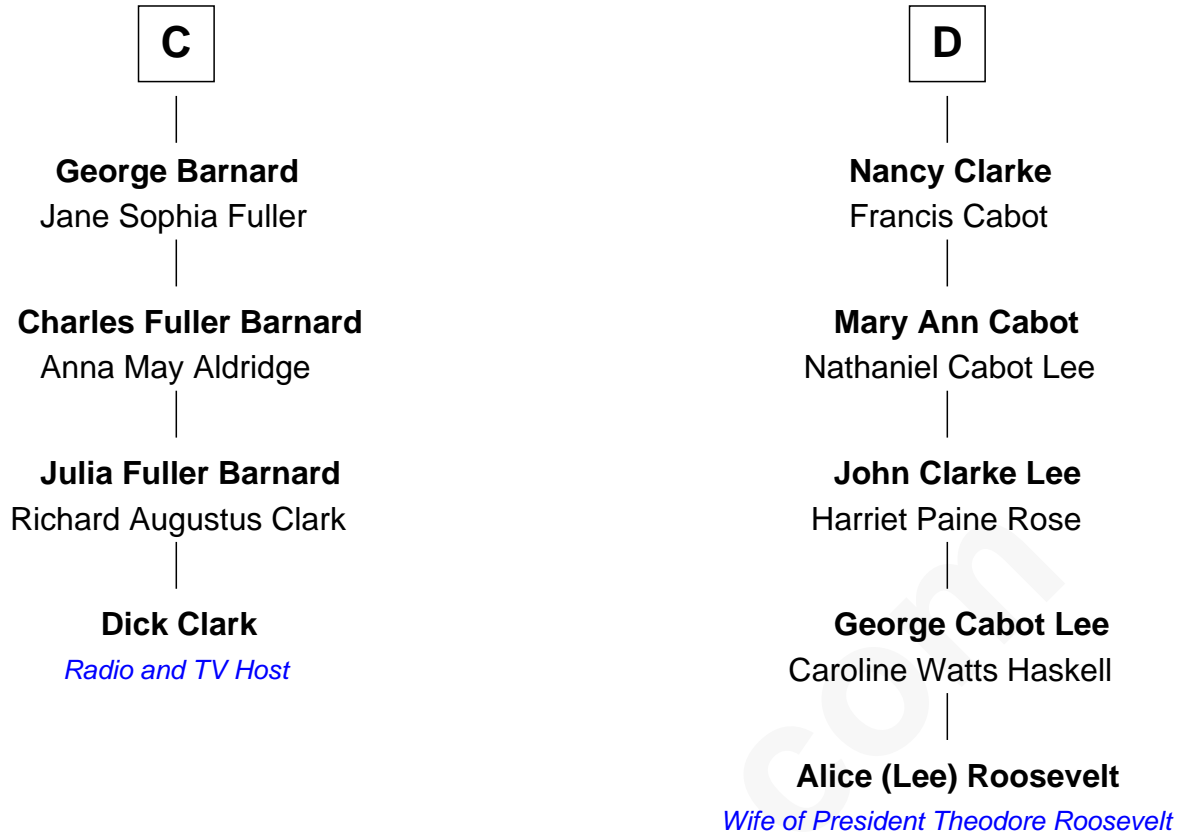 C
George Barnard
Jane Sophia Fuller
Charles Fuller Barnard
Anna May Aldridge
Julia Fuller Barnard
Richard Augustus Clark
Dick Clark
Radio and TV Host
D
Nancy Clarke
Francis Cabot
Mary Ann Cabot
Nathaniel Cabot Lee
John Clarke Lee
Harriet Paine Rose
George Cabot Lee
Caroline Watts Haskell
Alice (Lee) Roosevelt
Wife of President Theodore Roosevelt
com